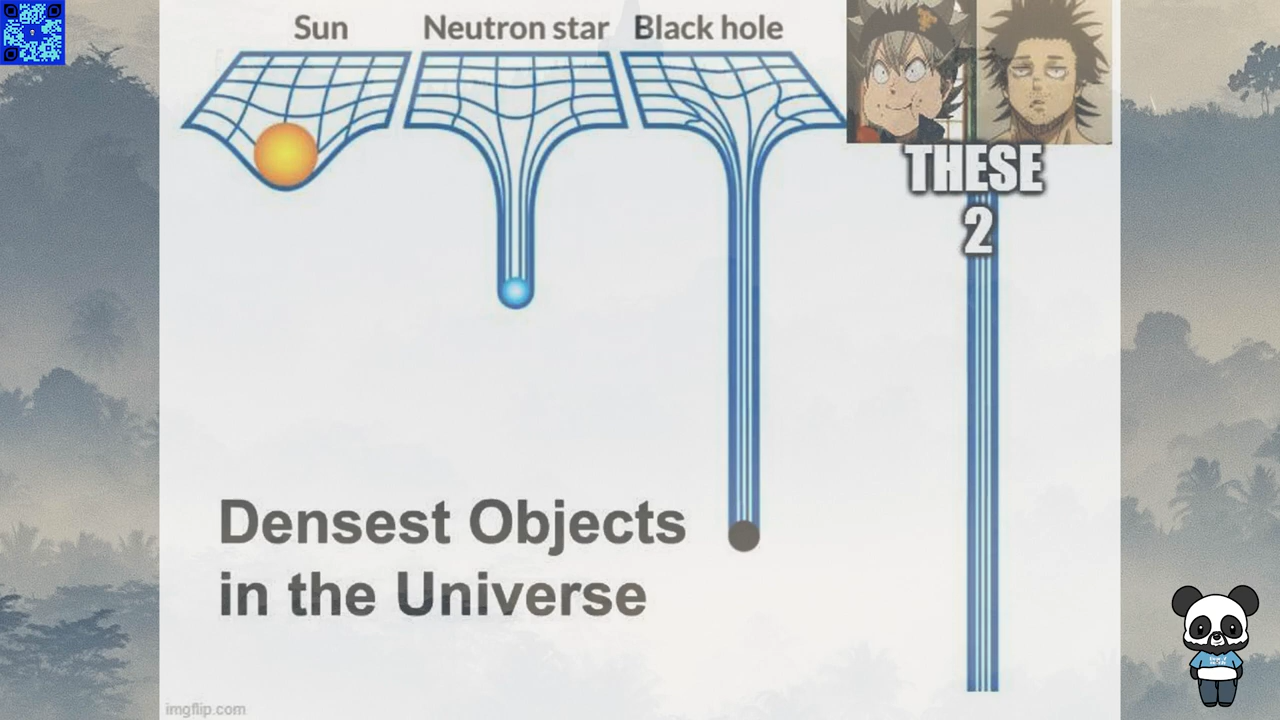 Sun
Neutron star
Black hole
THESE
2
Densest Objects
in the Universe
imgflip.com